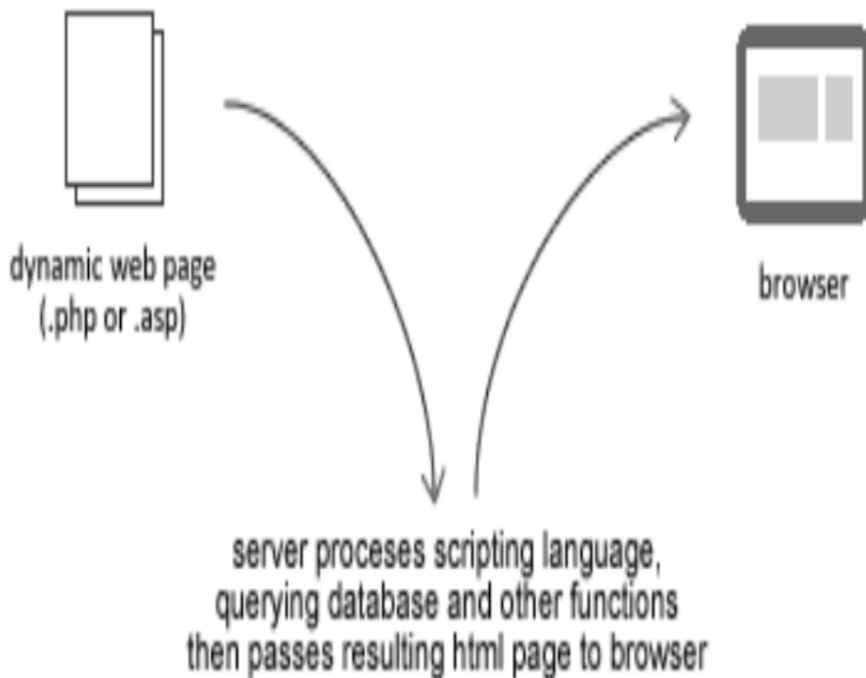 dynamic web page
(.php or .asp)
browser
server proceses scripting language,
querying database and other functions
then passes resulting html page to browser